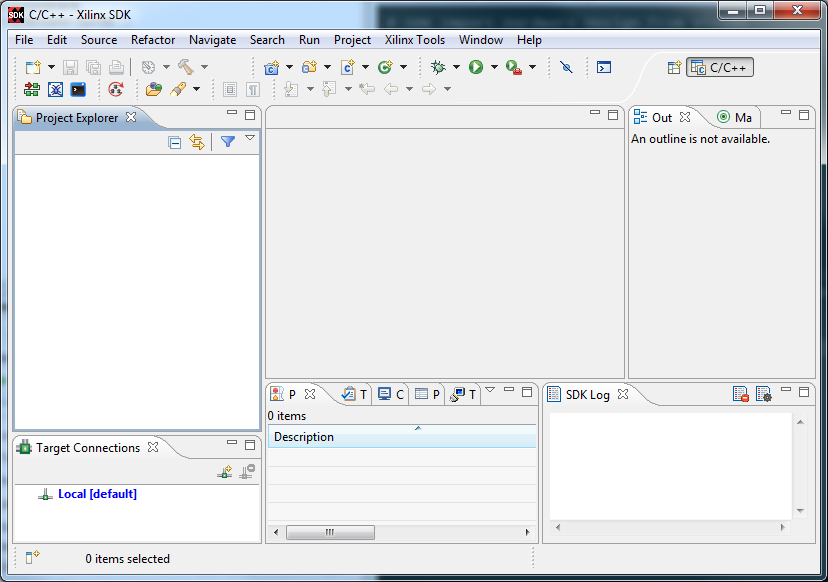 SDK C/C++ - Xilinx SDK
File Edit Source Refactor Navigate Search Run Project Xilinx Tools Window Help
C/C++
Project Explorer
Out Ma
An outline is not available.
P T C P T
SDK Log
0 items
Description
Target Connections
Local [default]
0 items selected